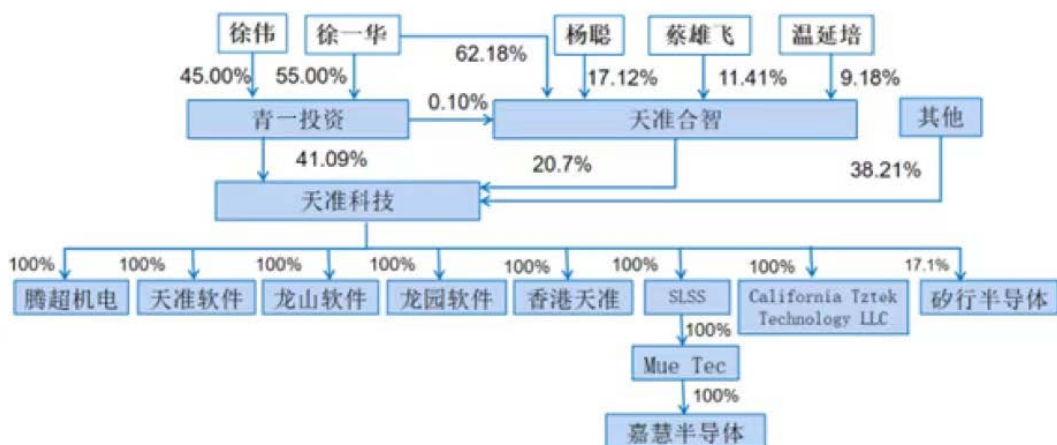 徐伟
徐一华
杨聪
蔡雄飞
温延培
62.18%
45.00%
55.00%
17.12%
11.41%
9.18%
0.10%
青一投资
天准合智
其他
41.09%
20.7%
38.21%
天准科技
100%
100%
100%
100%
100%
100%
100%
17.1%
腾超机电
天准软件
龙山软件
龙园软件
香港天准
SLSS
California Tztek
Technology LLC
矽行半导体
100%
Mue Tec
100%
嘉慧半导体